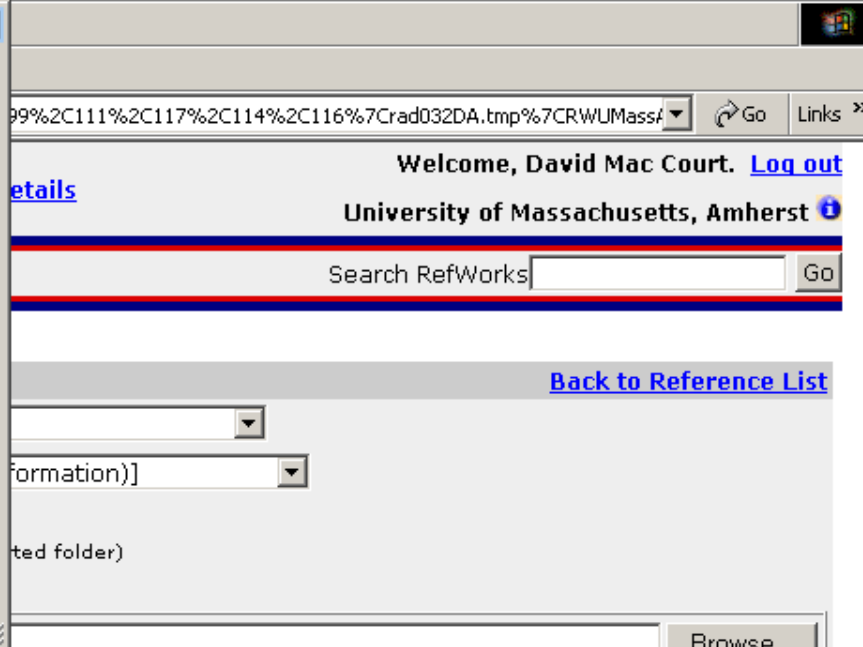 99%2C111%2C117%2C114%2C116%7Crad032DA.tmp%7CRWUMassA Go Links »
Welcome, David Mac Court. Log out
etails
University of Massachusetts, Amherst
Search RefWorks Go
Back to Reference List
formation)]
ted folder)
Browse...